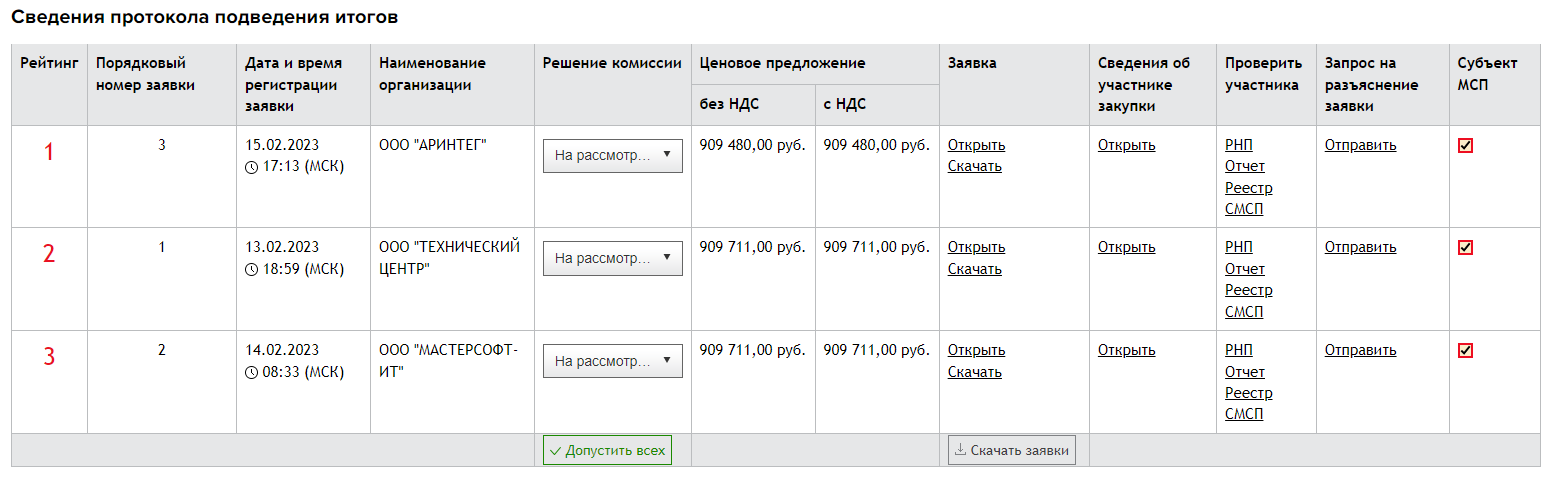 Сведения протокола подведения итогов
Рейтинг
Порядковый
номер заявки
Дата и время
регистрации
заявки
Наименование
организации
Решение комиссии
Ценовое предложение
без НДС
с НДС
Заявка
Сведения об
участнике
закупки
Проверить
участника
Запрос на
разъяснение
заявки
Субъект
МСП
1
3
15.02.2023
17:13 (МСК)
ООО "АРИНТЕГ"
На рассмотр...
909 480,00 руб.
909 480,00 руб.
Открыть
Скачать
Открыть
РНП
Отчет
Реестр
СМСП
Отправить
2
1
13.02.2023
18:59 (МСК)
ООО "ТЕХНИЧЕСКИЙ
ЦЕНТР"
На рассмотр...
909 711,00 руб.
909 711,00 руб.
Открыть
Скачать
Открыть
РНП
Отчет
Реестр
СМСП
Отправить
3
2
14.02.2023
08:33 (МСК)
ООО "МАСТЕРСОФТ-
ИТ"
На рассмотр...
909 711,00 руб.
909 711,00 руб.
Открыть
Скачать
Открыть
РНП
Отчет
Реестр
СМСП
Отправить
Допустить всех
Скачать заявки